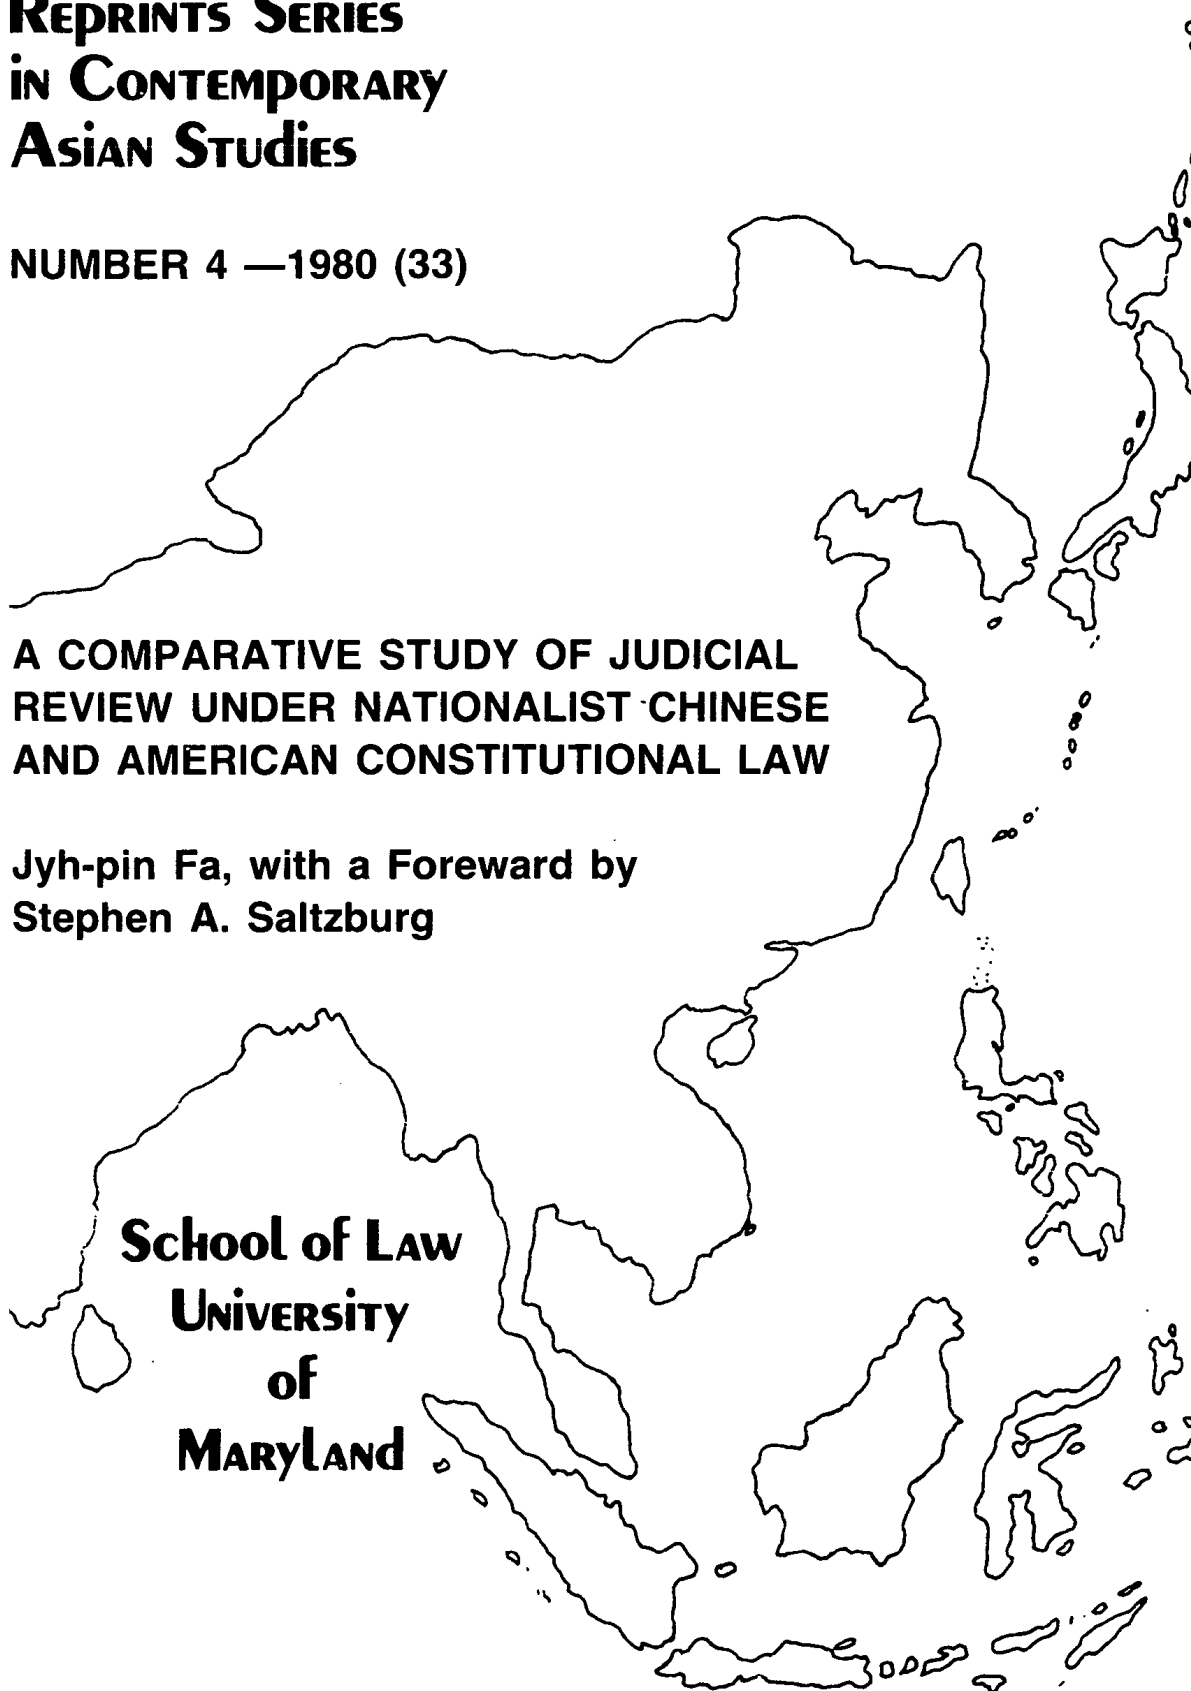 Reprints Series
in Contemporary
Asian Studies
NUMBER 4 —1980 (33)
A COMPARATIVE STUDY OF JUDICIAL
REVIEW UNDER NATIONALIST CHINESE
AND AMERICAN CONSTITUTIONAL LAW
Jyh-pin Fa, with a Foreward by
Stephen A. Saltzburg
School of Law
University
of
Maryland